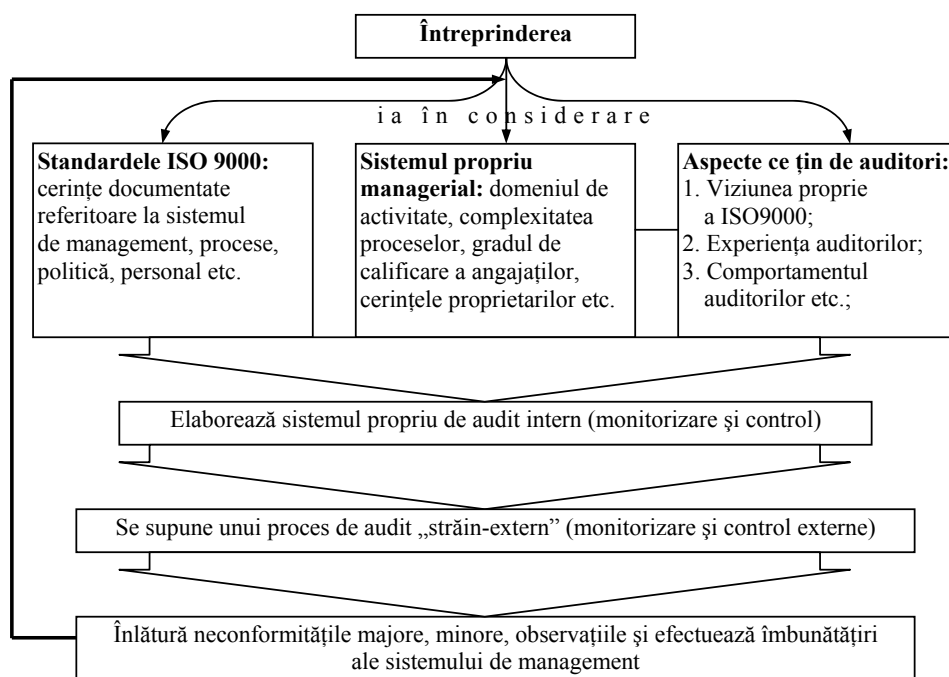 Întreprinderea
ia în considerare
Standardele ISO 9000:
cerințe documentate
referitoare la sistemul
de management, procese,
politică, personal etc.
Sistemul propriu
managerial: domeniul de
activitate, complexitatea
proceselor, gradul de
calificare a angajaților,
cerințele proprietarilor etc.
Aspecte ce țin de auditori:
1. Viziunea proprie
a ISO9000;
2. Experiența auditorilor;
3. Comportamentul
auditorilor etc.;
Elaborează sistemul propriu de audit intern (monitorizare şi control)
Se supune unui proces de audit „străin-extern” (monitorizare şi control externe)
Înlătură neconformitățile majore, minore, observațiile şi efectuează îmbunătățiri
ale sistemului de management